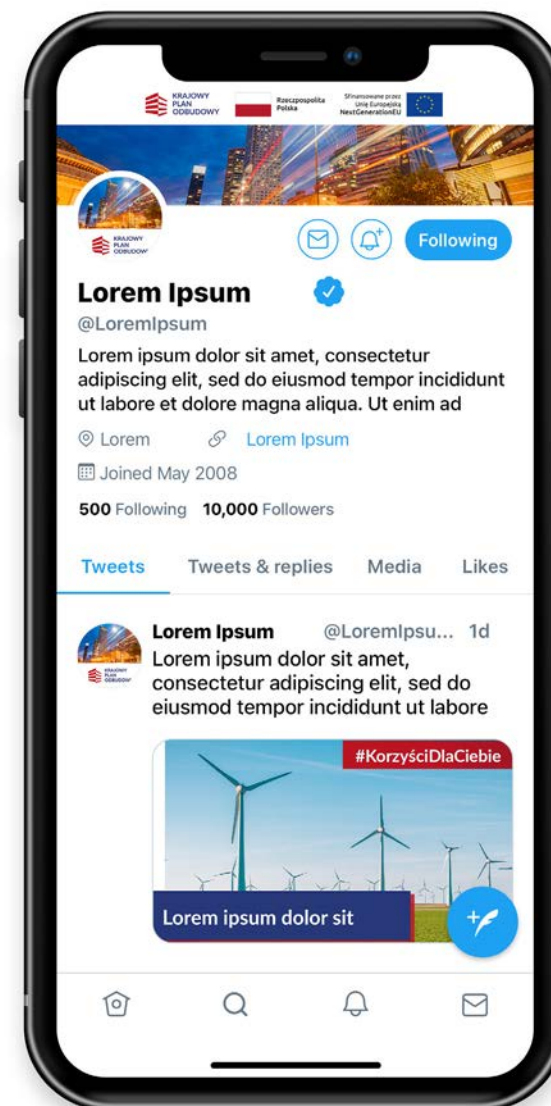 KRAJOWY
PLAN
ODBUDOWY
Rzeczpospolita
Polska
Sfinansowane przez
Unię Europejską
NextGenerationEU
KRAJOWY
PLAN
ODBUDOWY
Following
Lorem Ipsum
@LoremIpsum
Lorem ipsum dolor sit amet, consectetur
adipiscing elit, sed do eiusmod tempor incididunt
ut labore et dolore magna aliqua. Ut enim ad
Lorem Lorem Ipsum
Joined May 2008
500 Following 10,000 Followers
Tweets Tweets & replies Media Likes
Lorem Ipsum @LoremIpsu... 1d
Lorem ipsum dolor sit amet,
consectetur adipiscing elit, sed do
eiusmod tempor incididunt ut labore
KRAJOWY
PLAN
ODBUDOWY
#KorzyściDlaCiebie
Lorem ipsum dolor sit